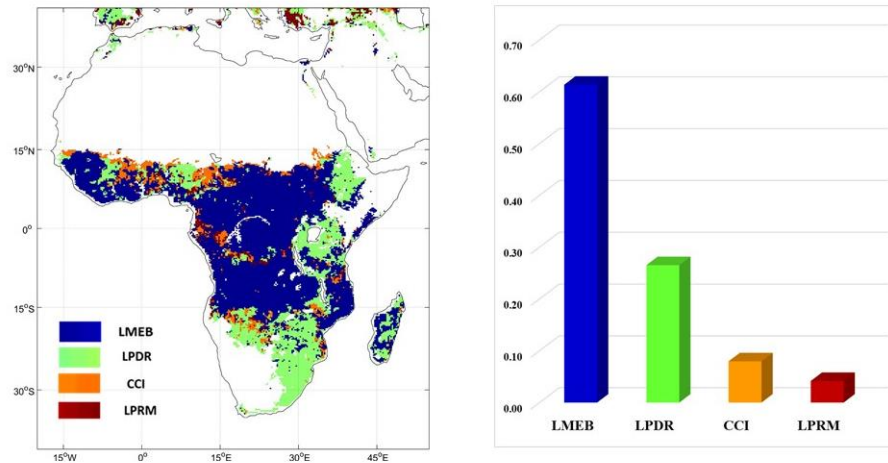 30°N
15°N
0°
15°S
30°S
15°W 0° 15°E 30°E 45°E
LMEB
LPDR
CCI
LPRM
0.70
0.60
0.50
0.40
0.30
0.20
0.10
0.00
LMEB LPDR CCI LPRM